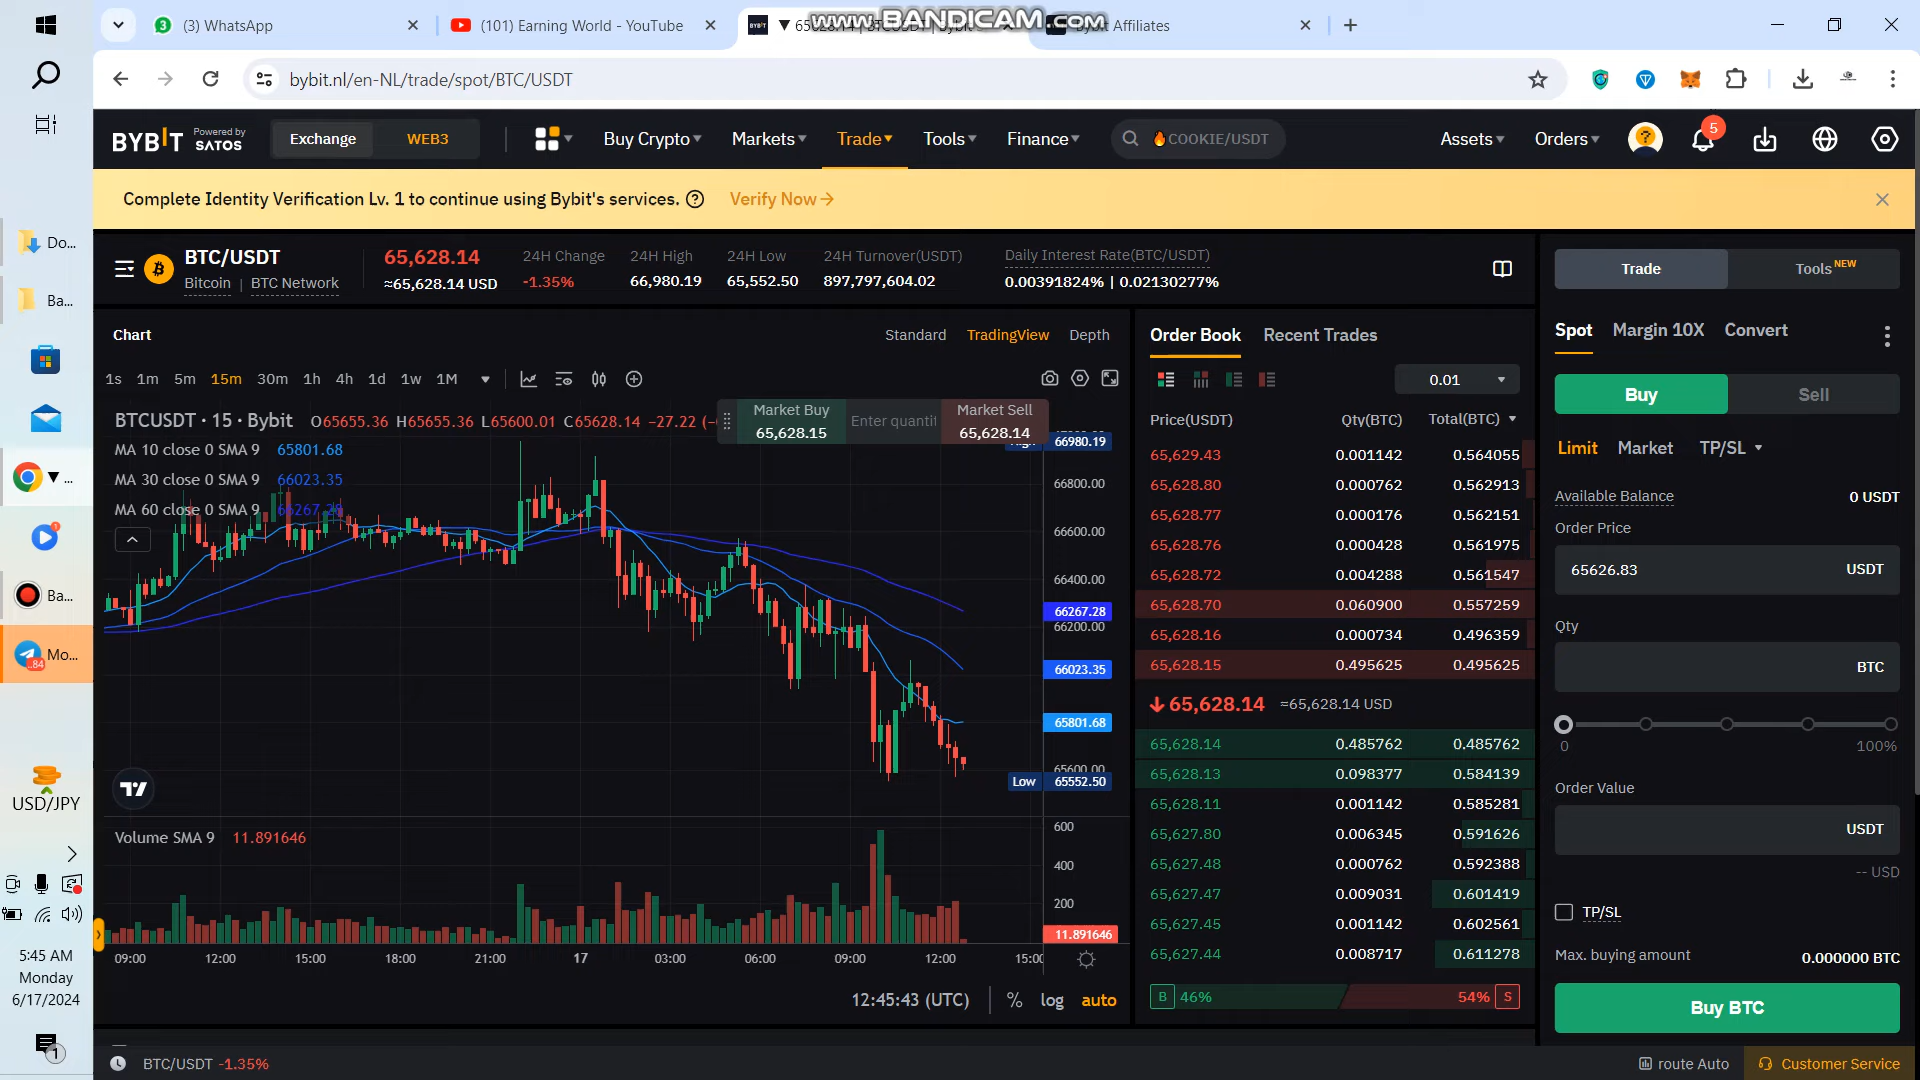 (3) WhatsApp
(101) Earning World - YouTube
Bybit Affiliates
www.BANDICAM.com
bybit.nl/en-NL/trade/spot/BTC/USDT
BYBIT Powered by SATOS
Exchange
WEB3
Buy Crypto
Markets
Trade
Tools
Finance
COOKIE/USDT
Assets
Orders
5
Complete Identity Verification Lv. 1 to continue using Bybit's services.
Verify Now
BTC/USDT
Bitcoin | BTC Network
65,628.14
≈65,628.14 USD
24H Change
-1.35%
24H High
66,980.19
24H Low
65,552.50
24H Turnover(USDT)
897,797,604.02
Daily Interest Rate(BTC/USDT)
0.00391824% | 0.02130277%
Chart
Standard
TradingView
Depth
1s 1m 5m 15m 30m 1h 4h 1d 1w 1M
BTCUSDT · 15 · Bybit O65655.36 H65655.36 L65600.01 C65628.14 −27.22
Market Buy
65,628.15
Enter quantit
Market Sell
65,628.14
MA 10 close 0 SMA 9 65801.68
MA 30 close 0 SMA 9 66023.35
MA 60 close 0 SMA 9 66267.28
66980.19
66800.00
66600.00
66400.00
66267.28
66200.00
66023.35
65801.68
65600.00
Low 65552.50
Volume SMA 9 11.891646
600
400
200
11.891646
09:00 12:00 15:00 18:00 21:00 17 03:00 06:00 09:00 12:00 15:00
12:45:43 (UTC) % log auto
Order Book
Recent Trades
0.01
Price(USDT) Qty(BTC) Total(BTC)
65,629.43 0.001142 0.564055
65,628.80 0.000762 0.562913
65,628.77 0.000176 0.562151
65,628.76 0.000428 0.561975
65,628.72 0.004288 0.561547
65,628.70 0.060900 0.557259
65,628.16 0.000734 0.496359
65,628.15 0.495625 0.495625
65,628.14 ≈65,628.14 USD
65,628.14 0.485762 0.485762
65,628.13 0.098377 0.584139
65,628.11 0.001142 0.585281
65,627.80 0.006345 0.591626
65,627.48 0.000762 0.592388
65,627.47 0.009031 0.601419
65,627.45 0.001142 0.602561
65,627.44 0.008717 0.611278
B 46% 54% S
Trade
Tools NEW
Spot
Margin 10X
Convert
Buy
Sell
Limit
Market
TP/SL
Available Balance 0 USDT
Order Price
65626.83 USDT
Qty
BTC
0 100%
Order Value
USDT
-- USD
TP/SL
Max. buying amount 0.000000 BTC
Buy BTC
BTC/USDT -1.35%
route Auto
Customer Service
Do...
Ba...
Ba...
Mo...
..84
USD/JPY
5:45 AM
Monday
6/17/2024
1